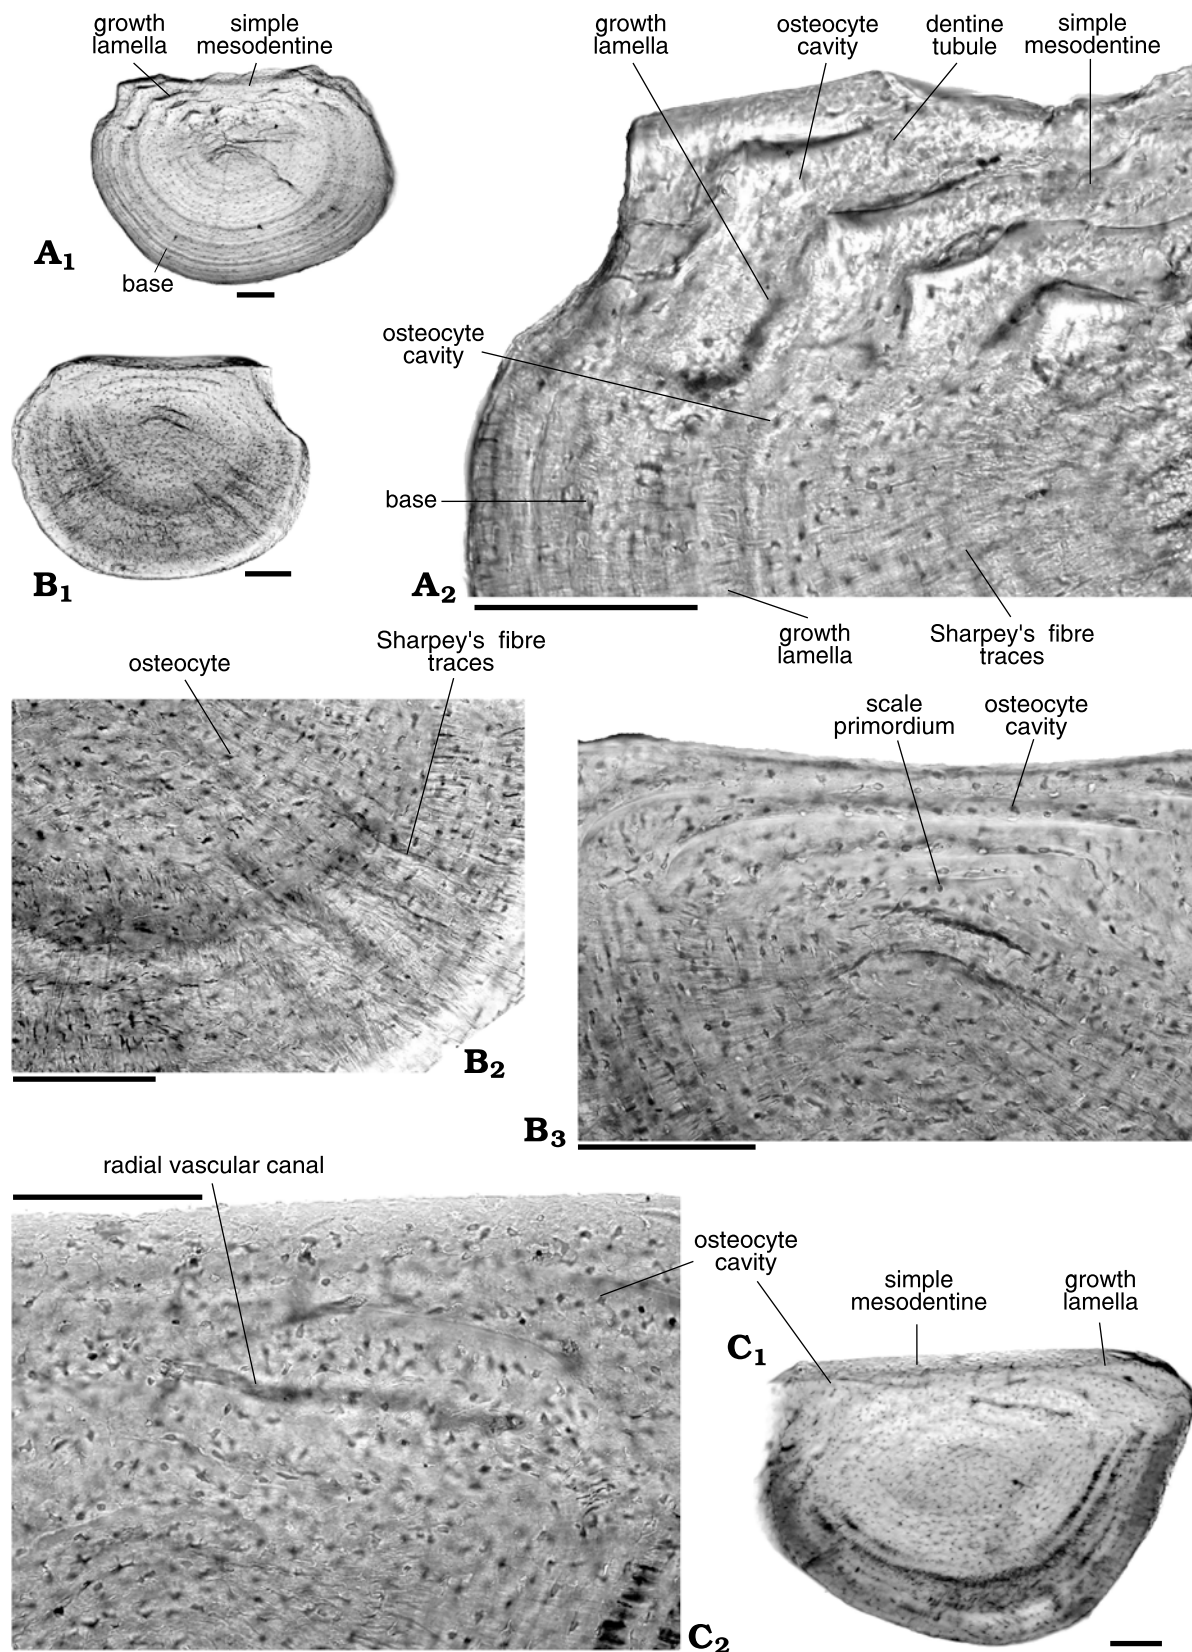 growth
lamella
simple
mesodentine
A1
base
growth
lamella
osteocyte
cavity
dentine
tubule
simple
mesodentine
osteocyte
cavity
base
A2
growth
lamella
Sharpey's fibre
traces
B1
osteocyte
Sharpey's fibre
traces
B2
scale
primordium
osteocyte
cavity
B3
radial vascular canal
C2
osteocyte
cavity
simple
mesodentine
growth
lamella
C1